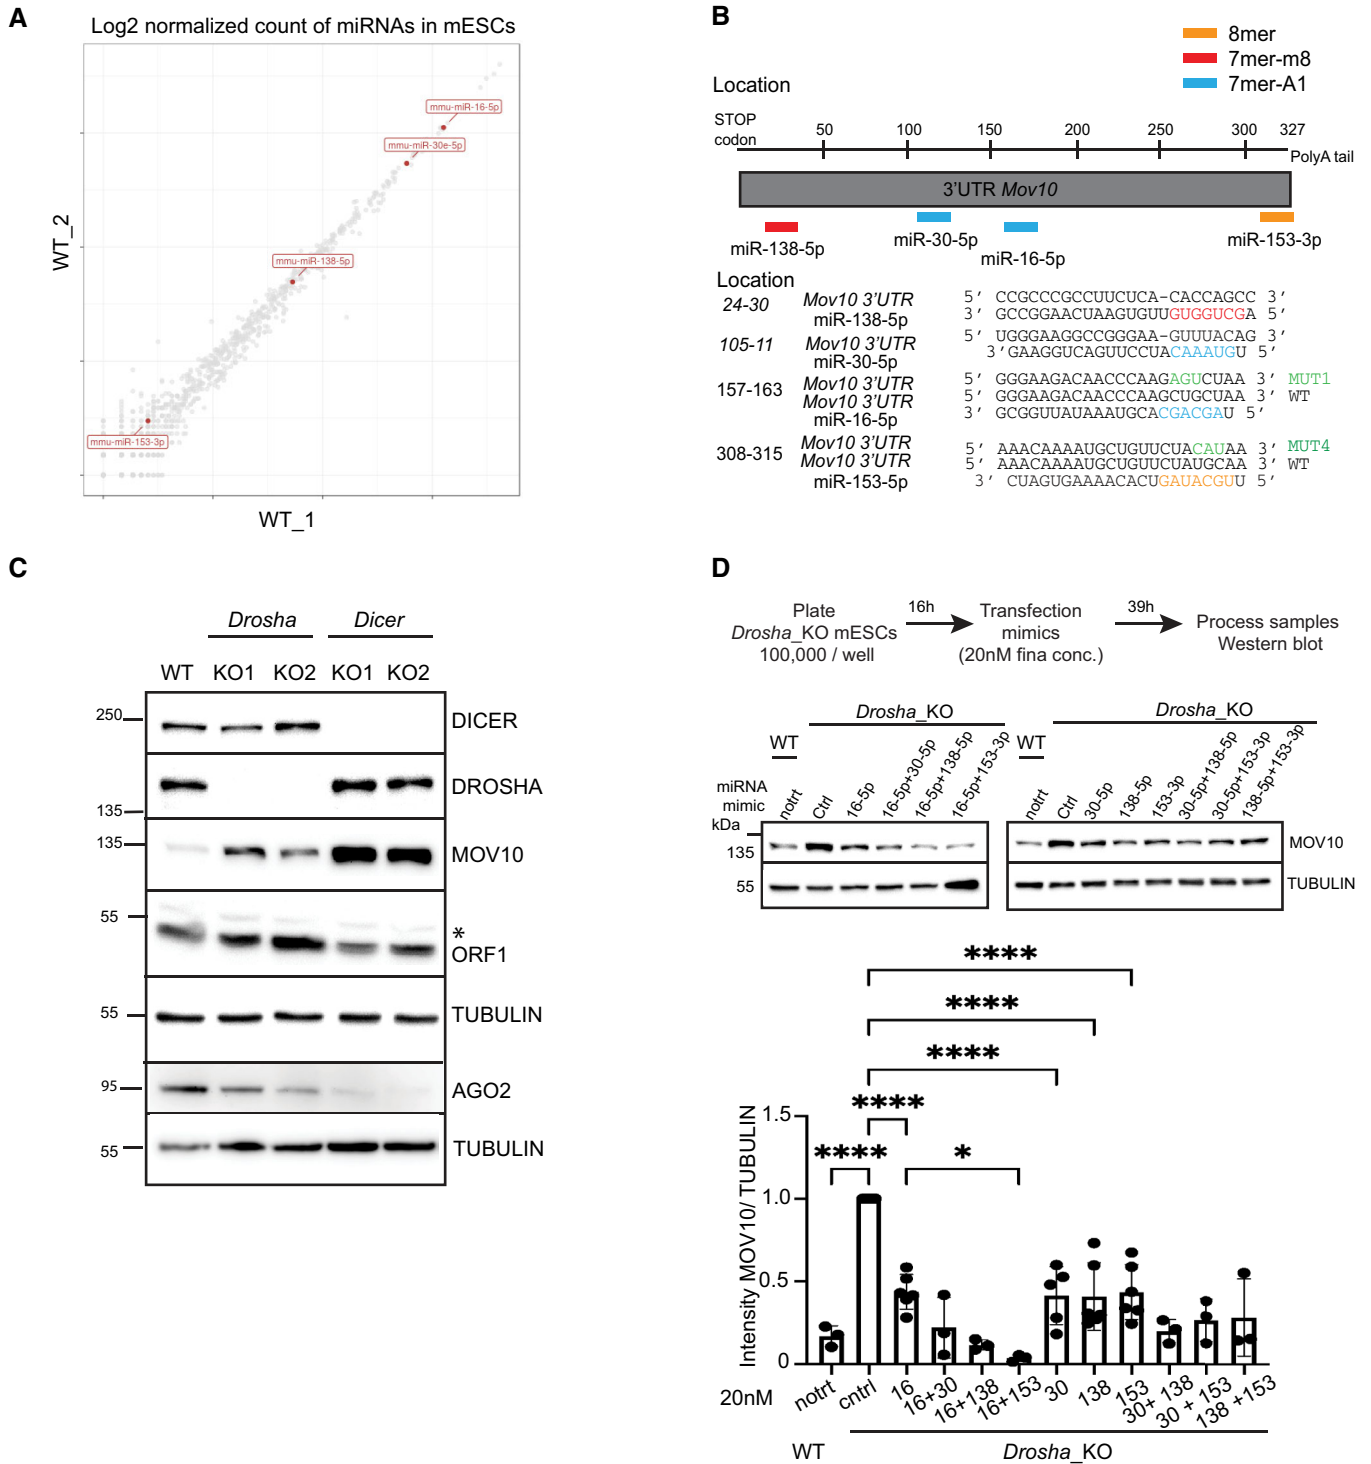 A
Log2 normalized count of miRNAs in mESCs
mmu-miR-16-5p
mmu-miR-30e-5p
mmu-miR-138-5p
mmu-miR-153-3p
WT_2
WT_1
B
8mer
7mer-m8
7mer-A1
Location
STOP codon
50 100 150 200 250 300 327
PolyA tail
3'UTR Mov10
miR-138-5p
miR-30-5p
miR-16-5p
miR-153-3p
Location
24-30 Mov10 3'UTR 5' CCGCCCGCCUUCUCA-CACCAGCC 3'
miR-138-5p 3' GCCGGAACUAAGUGUUGUGGUCGA 5'
105-11 Mov10 3'UTR 5' UGGGAAGGCCGGGAA-GUUUACAG 3'
miR-30-5p 3'GAAGGUCAGUUCCUACAAAUGU 5'
157-163 Mov10 3'UTR 5' GGGAAGACAACCCAAGAGUCUAA 3' MUT1
Mov10 3'UTR 5' GGGAAGACAACCCAAGCUGCUAA 3' WT
miR-16-5p 3' GCGGUUAUAAAUGCACGACGAU 5'
308-315 Mov10 3'UTR 5' AAACAAAAUGCUGUUCUACAUAA 3' MUT4
Mov10 3'UTR 5' AAACAAAAUGCUGUUCUAUGCAA 3' WT
miR-153-5p 3' CUAGUGAAAACACUGAUACGUU 5'
C
Drosha Dicer
WT KO1 KO2 KO1 KO2
250 DICER
DROSHA
135
135 MOV10
55
*
ORF1
55 TUBULIN
95 AGO2
55 TUBULIN
D
Plate
Drosha_KO mESCs
100,000 / well
16h
Transfection
mimics
(20nM fina conc.)
39h
Process samples
Western blot
Drosha_KO
Drosha_KO
WT
WT
miRNA
mimic
notrt
Ctrl
16-5p
16-5p+30-5p
16-5p+138-5p
16-5p+153-3p
notrt
Ctrl
30-5p
138-5p
153-3p
30-5p+138-5p
30-5p+153-3p
138-5p+153-3p
kDa
135
MOV10
55
TUBULIN
****
****
****
****
**** *
Intensity MOV10/ TUBULIN
1.5
1.0
0.5
0
20nM
notrt
cntrl
16
16+30
16+138
16+153
30
138
153
30+ 138
30 + 153
138 +153
WT
Drosha_KO